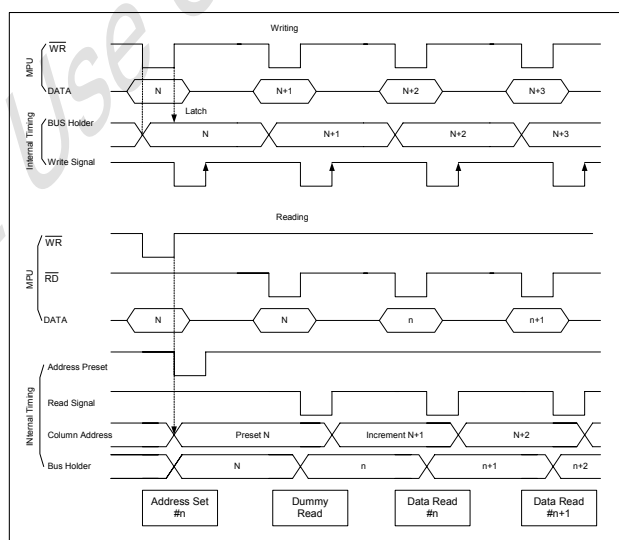 Use
Writing
MPU
WR
DATA
N
N+1
N+2
N+3
Latch
Internal Timing
BUS Holder
N
N+1
N+2
N+3
Write Signal
Reading
MPU
WR
RD
DATA
N
N
n
n+1
INternal Timing
Address Preset
Read Signal
Column Address
Preset N
Increment N+1
N+2
Bus Holder
N
n
n+1
n+2
Address Set
#n
Dummy
Read
Data Read
#n
Data Read
#n+1